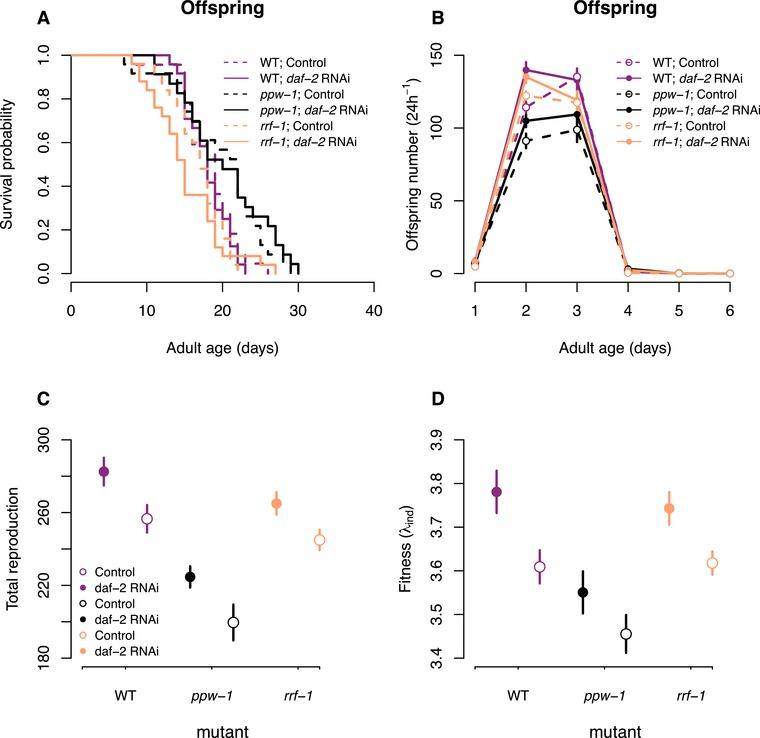 A
Offspring
Survival probability
1.0
0.8
0.6
0.4
0.2
0.0
WT; Control
WT; daf−2 RNAi
ppw−1; Control
ppw−1; daf−2 RNAi
rrf−1; Control
rrf−1; daf−2 RNAi
0 10 20 30 40
Adult age (days)
B
Offspring
Offspring number (24h⁻¹)
150
100
50
0
WT; Control
WT; daf−2 RNAi
ppw−1; Control
ppw−1; daf−2 RNAi
rrf−1; Control
rrf−1; daf−2 RNAi
1 2 3 4 5 6
Adult age (days)
C
Total reproduction
300
260
220
180
Control
daf−2 RNAi
Control
daf−2 RNAi
Control
daf−2 RNAi
WT ppw−1 rrf−1
mutant
D
Fitness (λind)
3.9
3.8
3.7
3.6
3.5
3.4
WT ppw−1 rrf−1
mutant